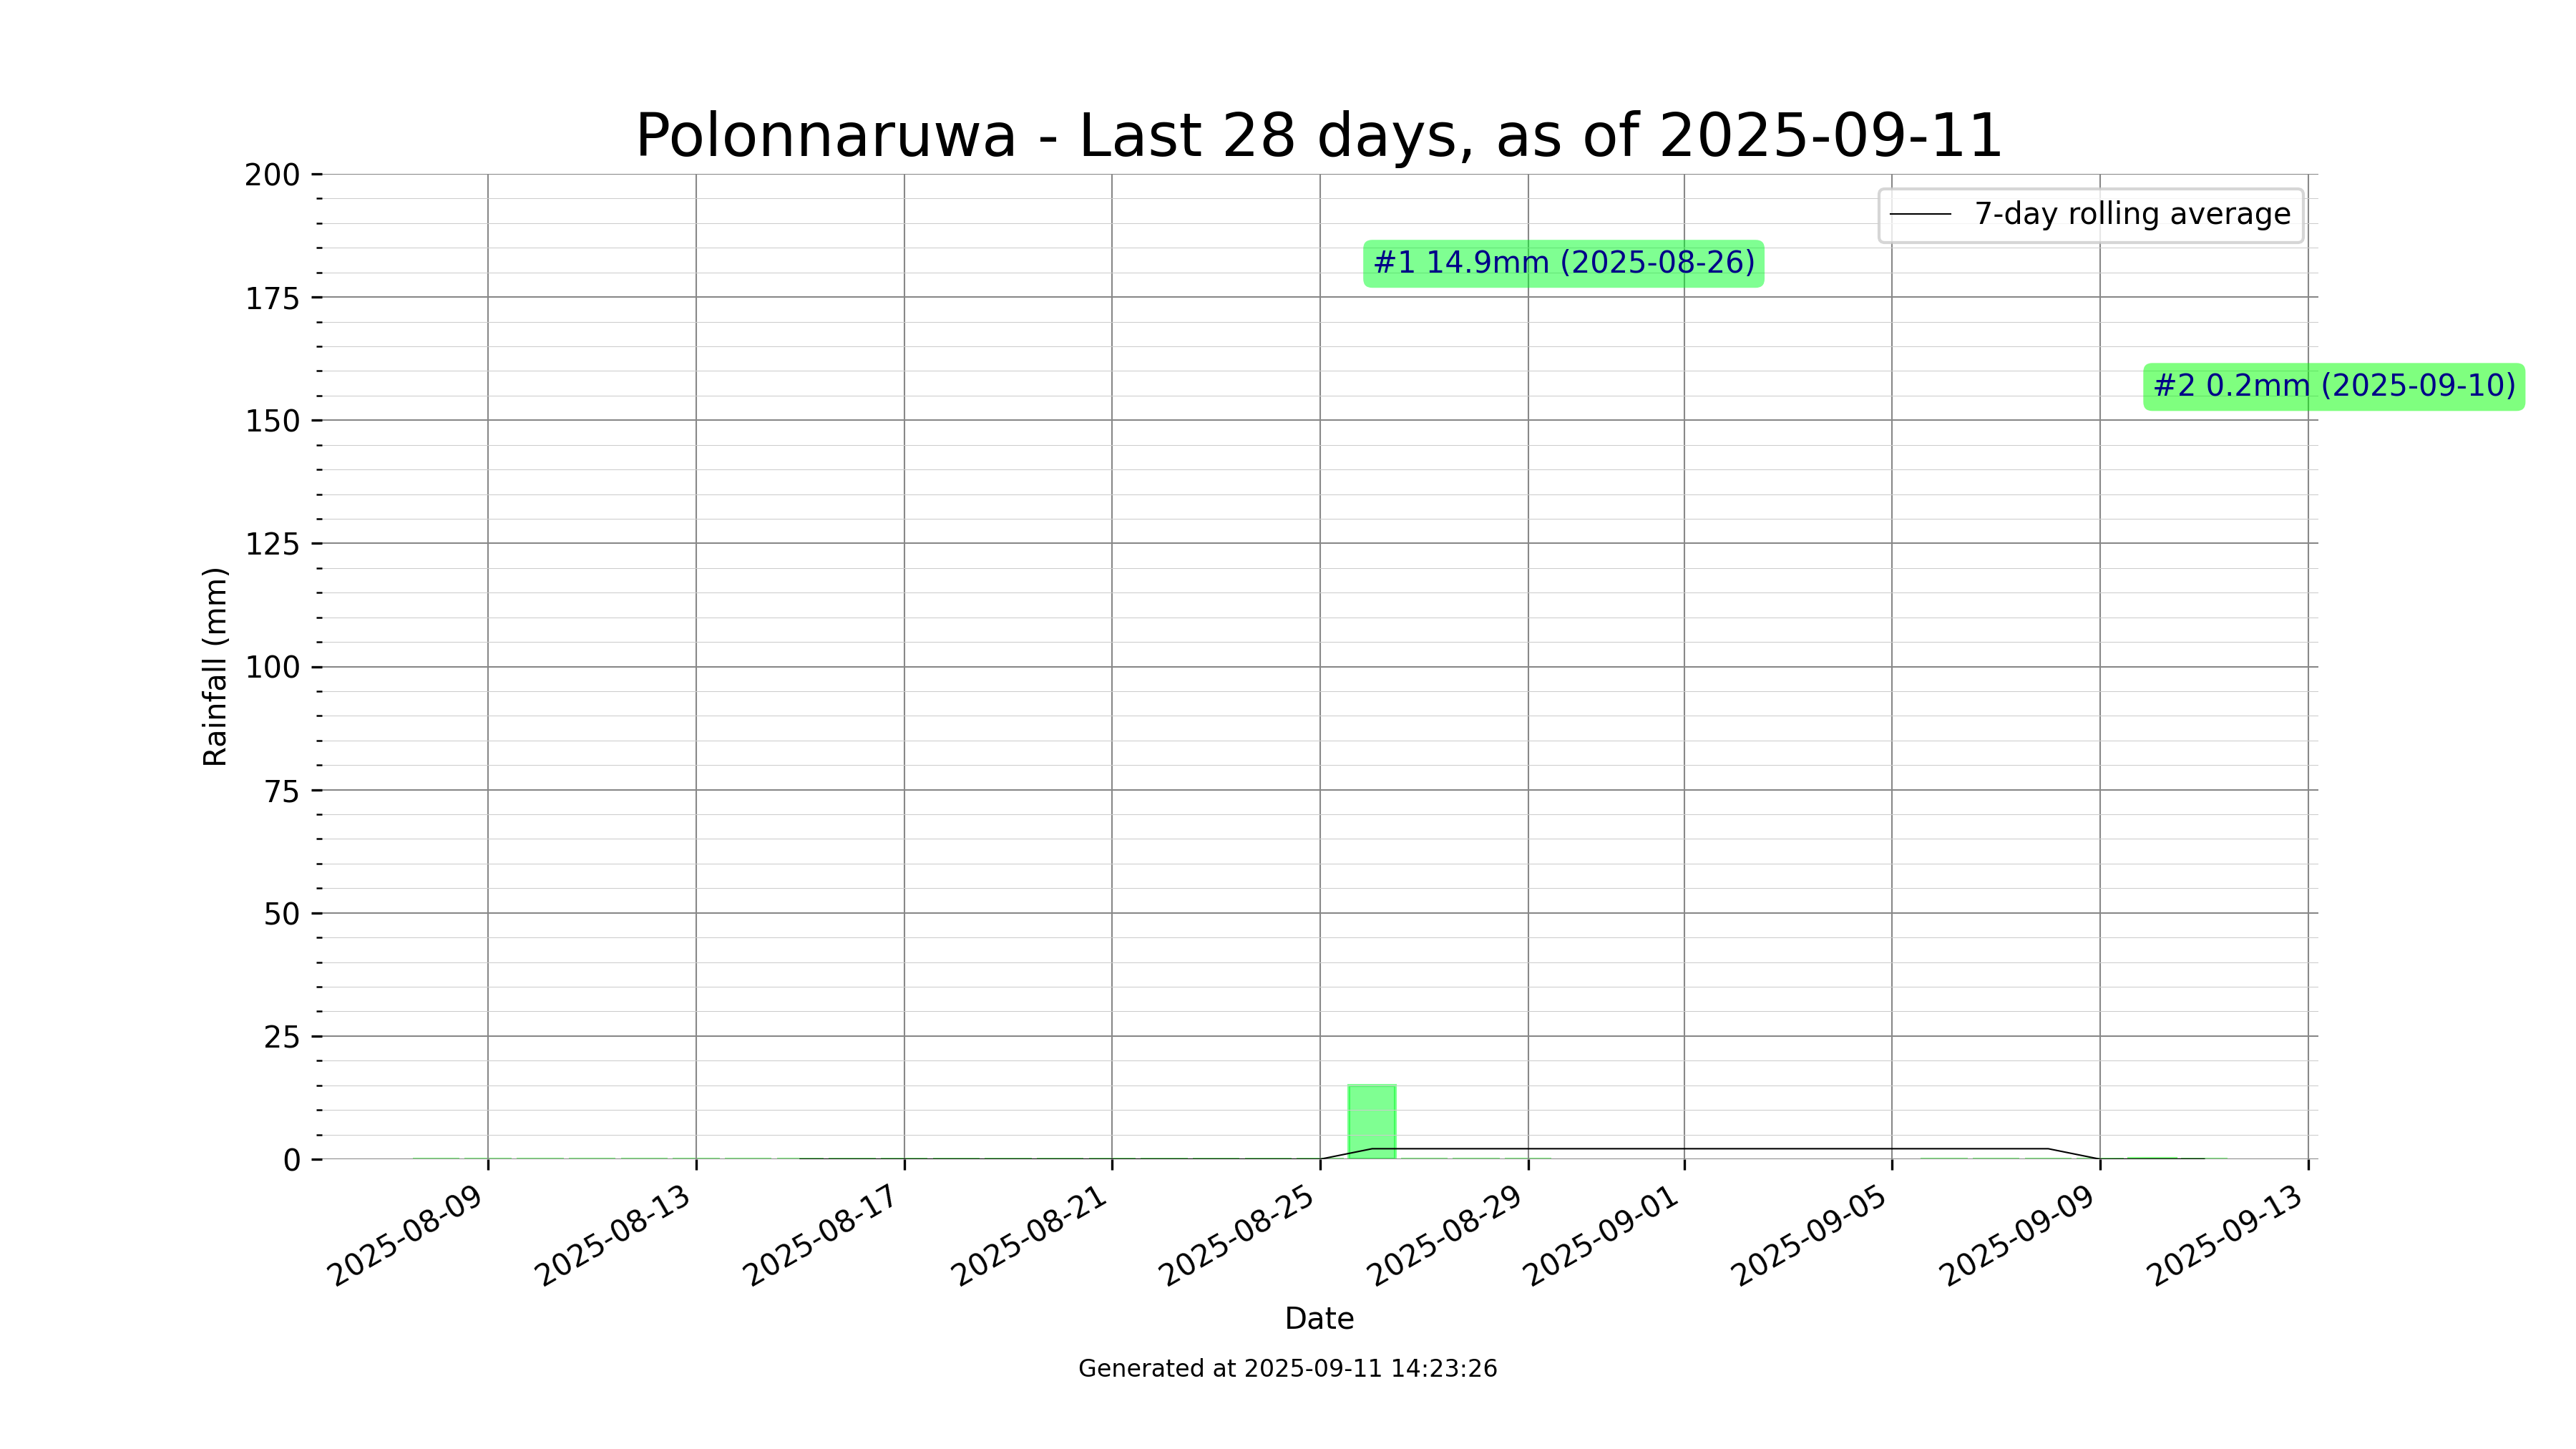 Polonnaruwa - Last 28 days, as of 2025-09-11
200
175
150
125
100
75
50
25
0
Rainfall (mm)
7-day rolling average
#1 14.9mm (2025-08-26)
#2 0.2mm (2025-09-10)
2025-08-09
2025-08-13
2025-08-17
2025-08-21
2025-08-25
2025-08-29
2025-09-01
2025-09-05
2025-09-09
2025-09-13
Date
Generated at 2025-09-11 14:23:26